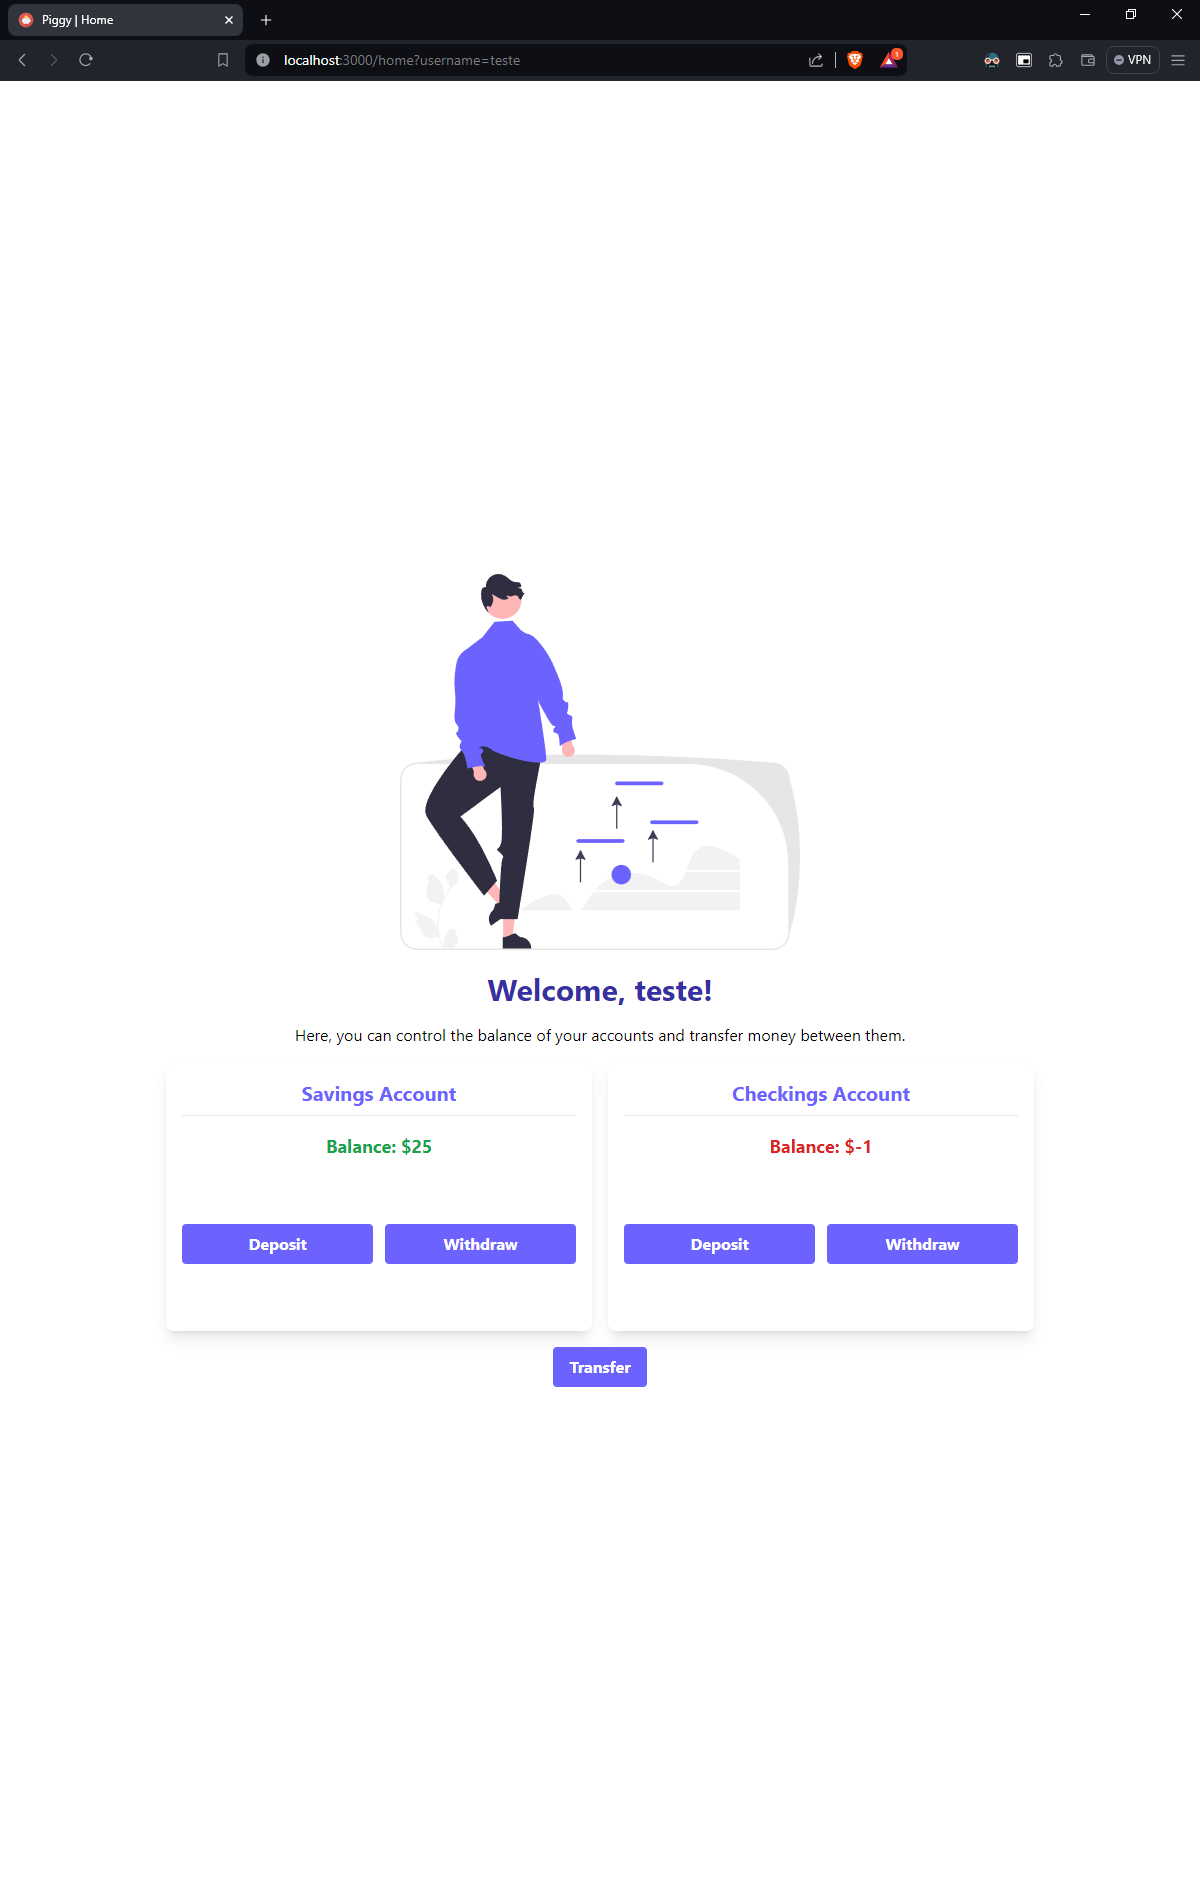 Piggy | Home
localhost:3000/home?username=teste
1
VPN
Welcome, teste!
Here, you can control the balance of your accounts and transfer money between them.
Savings Account
Balance: $25
Deposit
Withdraw
Checkings Account
Balance: $-1
Deposit
Withdraw
Transfer